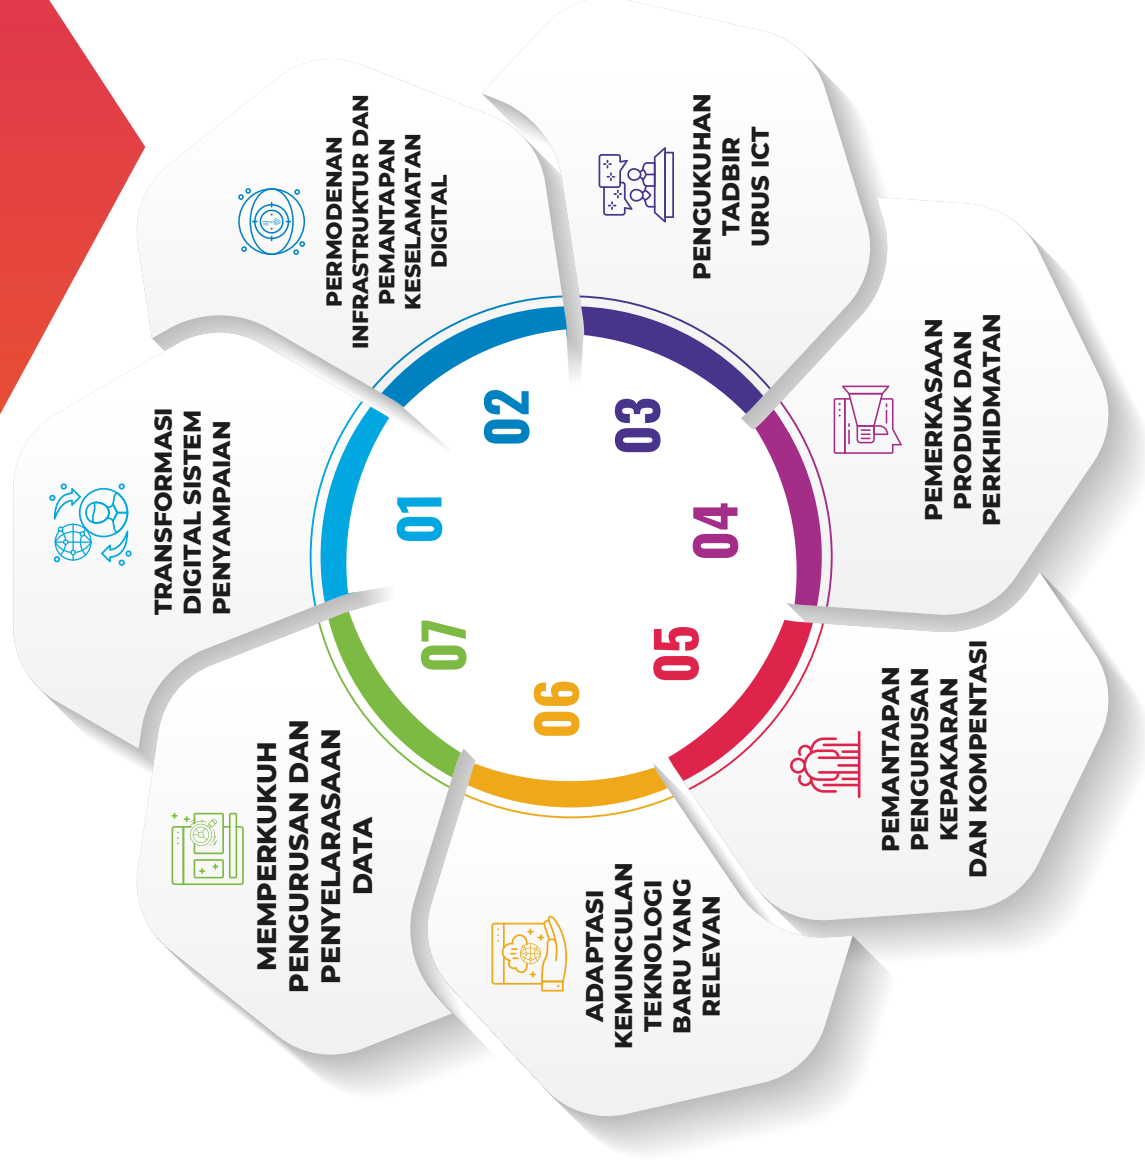 01
TRANSFORMASI
DIGITAL SISTEM
PENYAMPAIAN
02
PERMODENAN
INFRASTRUKTUR DAN
PEMANTAPAN
KESELAMATAN
DIGITAL
03
PENGUKUHAN
TADBIR
URUS ICT
04
PEMERKASAAN
PRODUK DAN
PERKHIDMATAN
05
PEMANTAPAN
PENGURUSAN
KEPAKARAN
DAN KOMPENTASI
06
ADAPTASI
KEMUNCULAN
TEKNOLOGI
BARU YANG
RELEVAN
07
MEMPERKUKUH
PENGURUSAN DAN
PENYELARASAAN
DATA